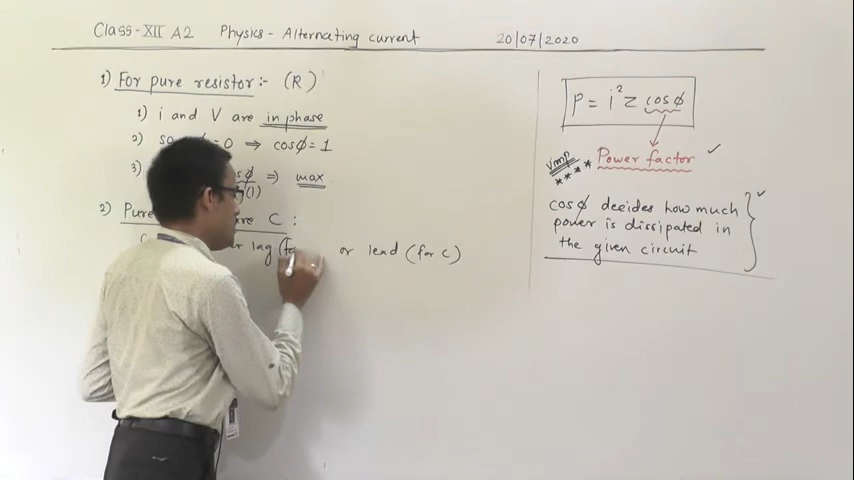 Class-XII A2 Physics - Alternating current 20/07/2020
1) For pure resistor :- (R)
1) i and V are in phase
2) so = 0 ⇒ cosϕ = 1
3) ⇒ max
(1)
2) Pure C :
lag ( or lead (for C)
P = i² Z cosϕ
Vmp **** Power factor ✓
cosϕ decides how much
power is dissipated in
the given circuit